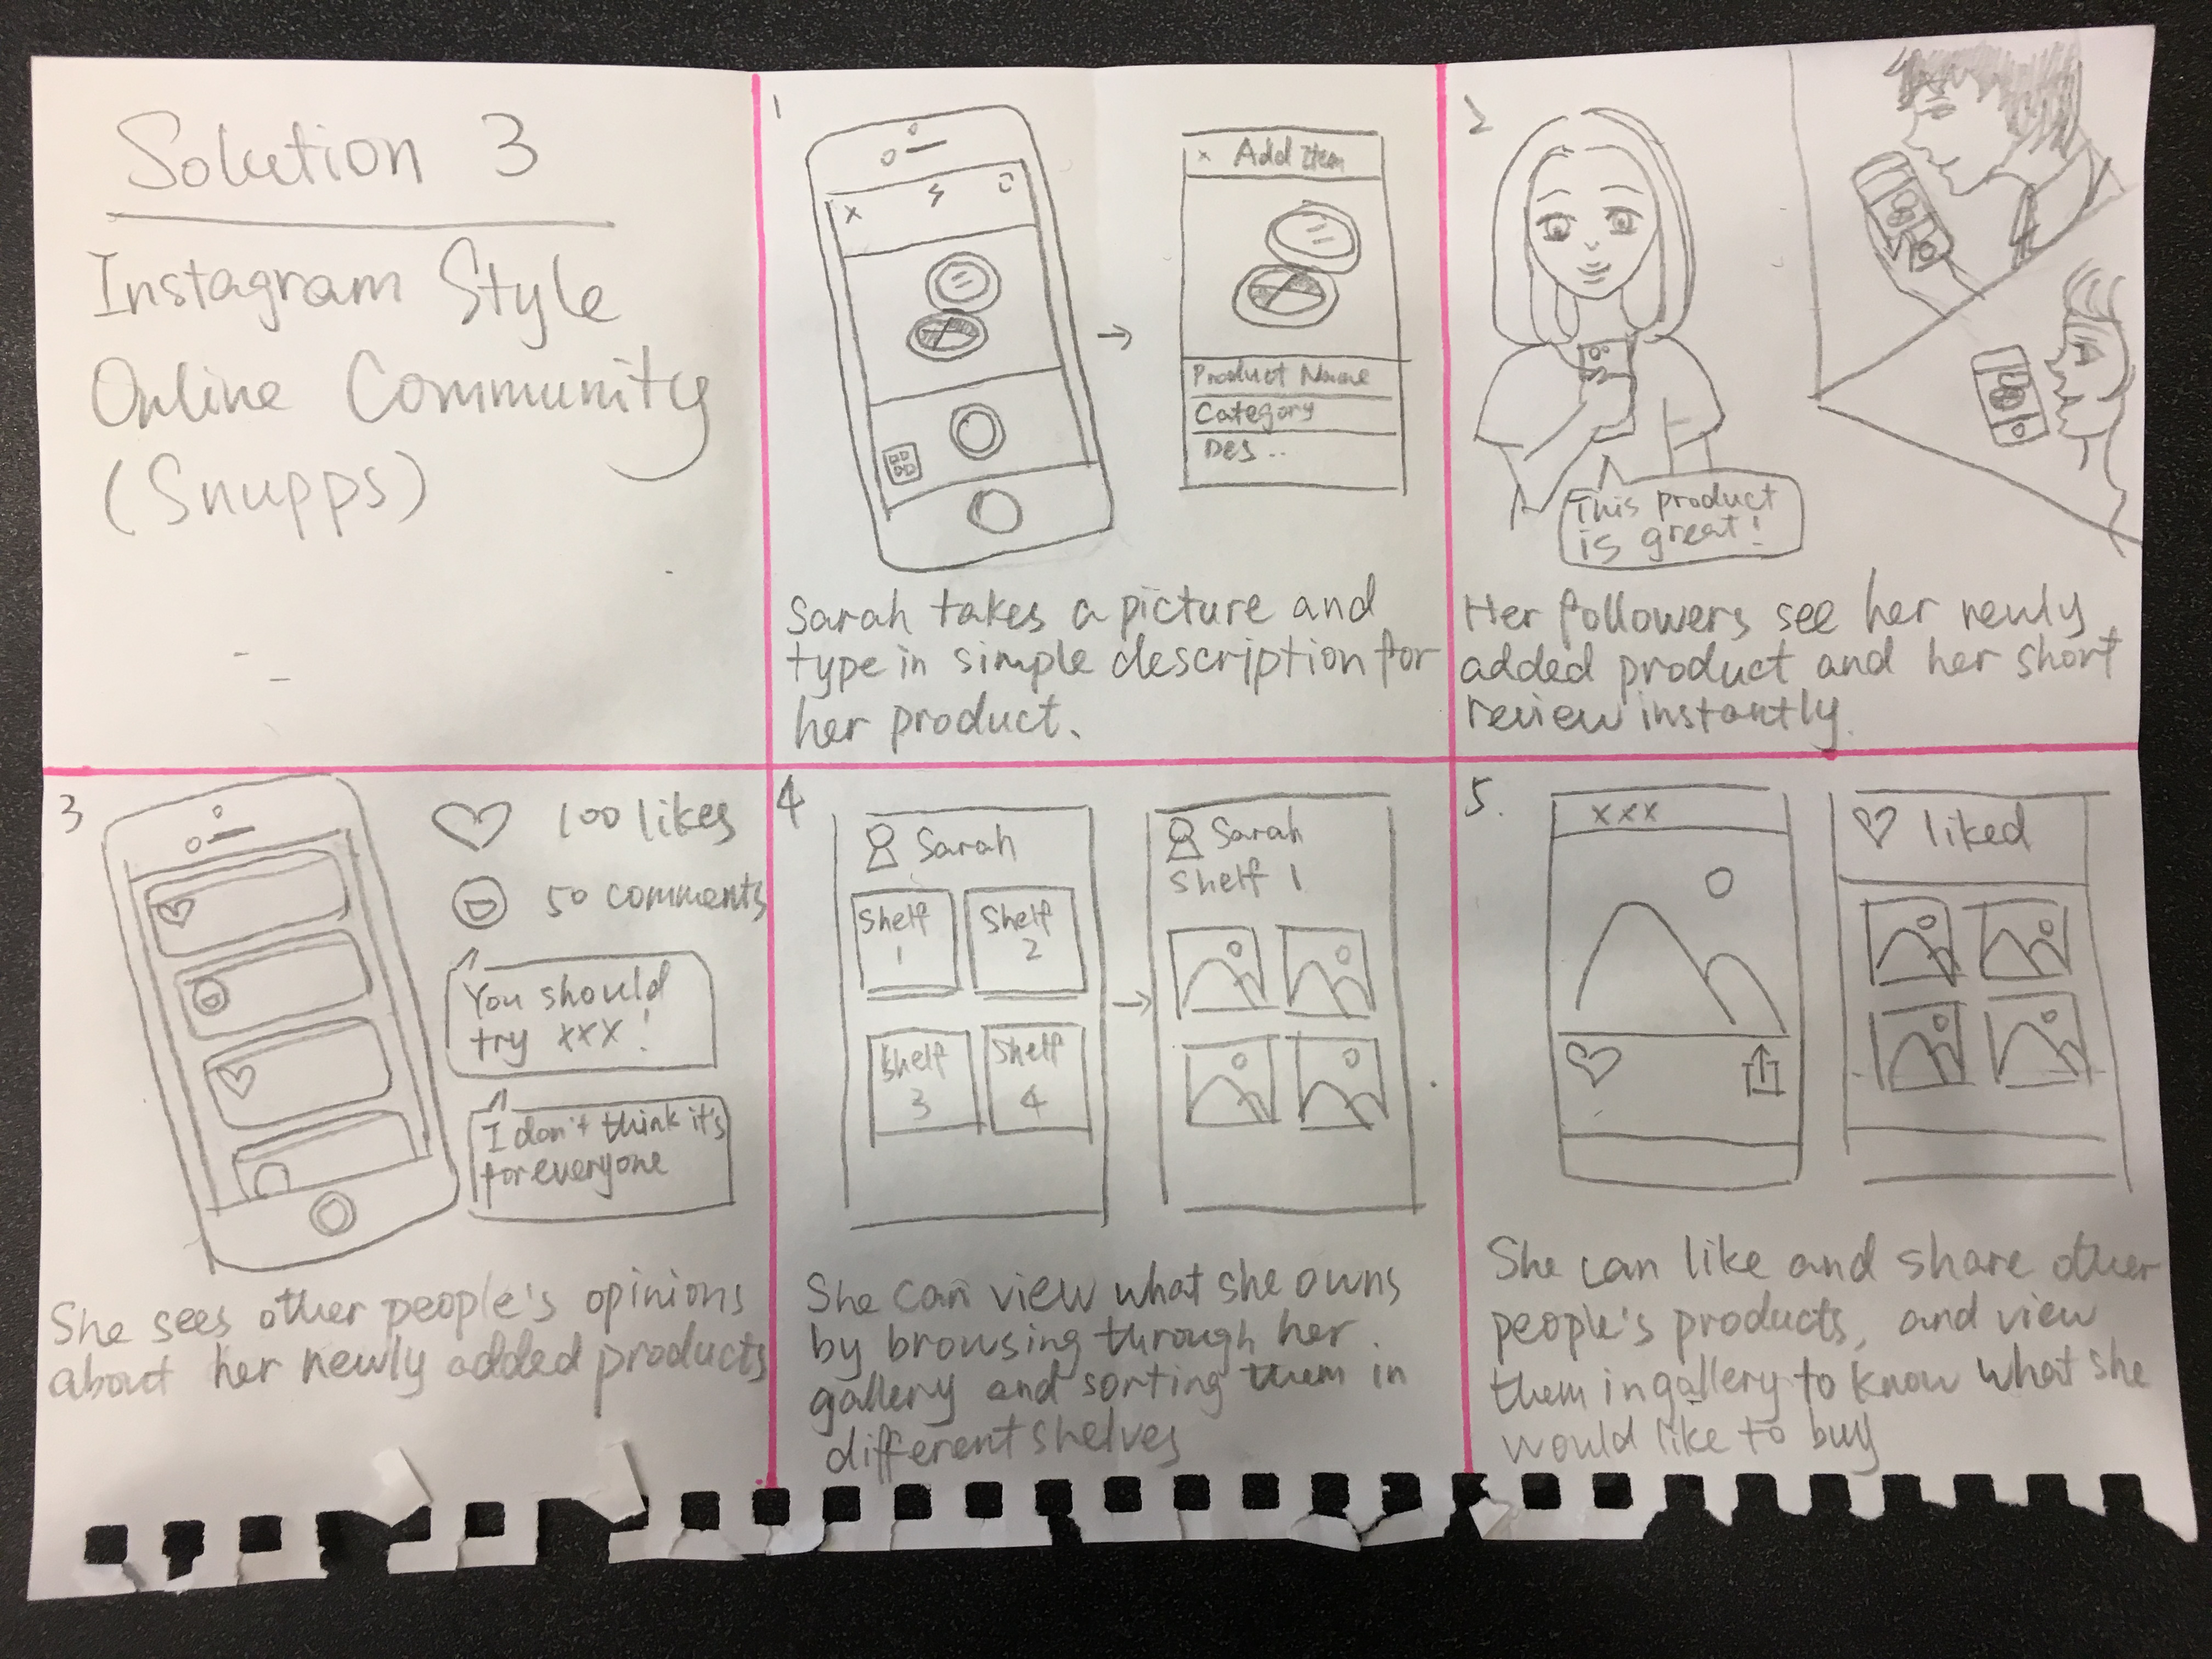 Solution 3
Instagram Style
Online Community
(Snupps)
1
x
x Add Item
Product Name
Category
Des..
Sarah takes a picture and
type in simple description for
her product.
2
This product
is great!
Her followers see her newly
added product and her short
review instantly.
3
100 likes
50 comments
You should
try xxx!
I don't think it's
for everyone
She sees other people's opinions
about her newly added products
4
Sarah
Shelf
1
Shelf
2
Shelf
3
Shelf
4
Sarah
Shelf 1
She can view what she owns
by browsing through her
gallery and sorting them in
different shelves
5.
xxx
liked
She can like and share other
people's products, and view
them in gallery to know what she
would like to buy